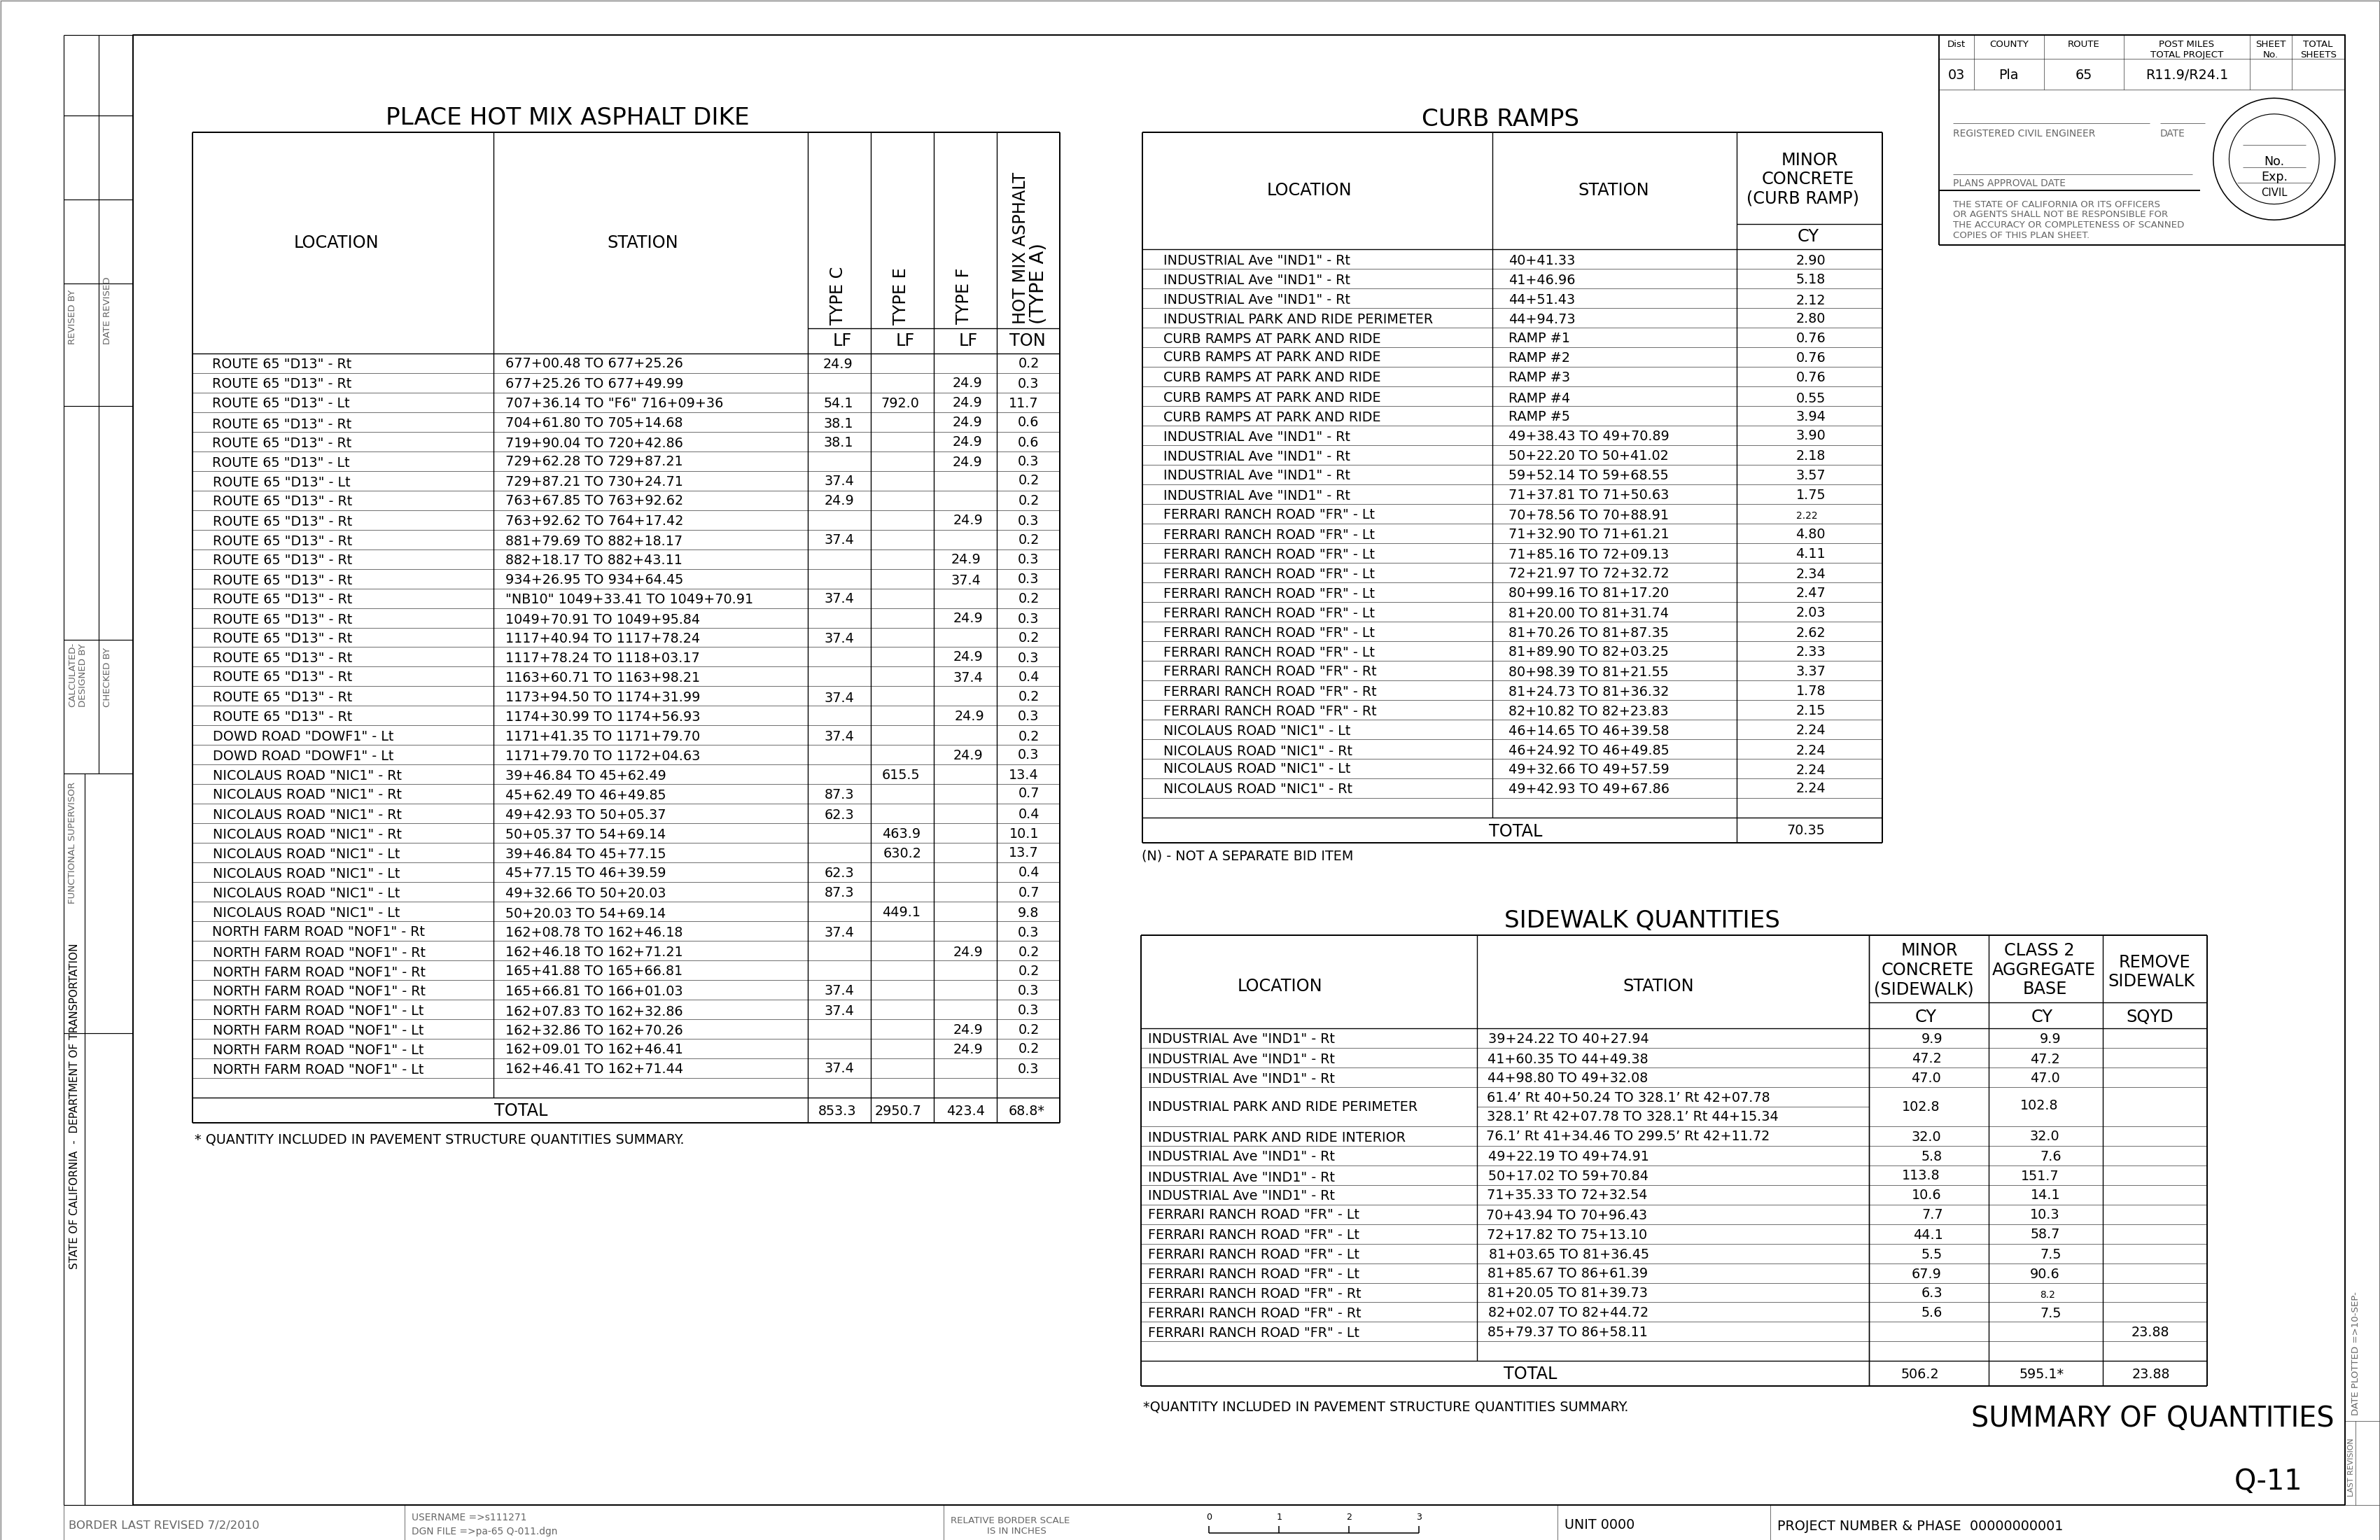 Dist COUNTY ROUTE POST MILES TOTAL PROJECT SHEET No. TOTAL SHEETS
03 Pla 65 R11.9/R24.1
REGISTERED CIVIL ENGINEER DATE
PLANS APPROVAL DATE
No.
Exp.
CIVIL
THE STATE OF CALIFORNIA OR ITS OFFICERS
OR AGENTS SHALL NOT BE RESPONSIBLE FOR
THE ACCURACY OR COMPLETENESS OF SCANNED
COPIES OF THIS PLAN SHEET.
PLACE HOT MIX ASPHALT DIKE
LOCATION STATION TYPE C TYPE E TYPE F HOT MIX ASPHALT (TYPE A)
LF LF LF TON
ROUTE 65 "D13" - Rt 677+00.48 TO 677+25.26 24.9 0.2
ROUTE 65 "D13" - Rt 677+25.26 TO 677+49.99 24.9 0.3
ROUTE 65 "D13" - Lt 707+36.14 TO "F6" 716+09+36 54.1 792.0 24.9 11.7
ROUTE 65 "D13" - Rt 704+61.80 TO 705+14.68 38.1 24.9 0.6
ROUTE 65 "D13" - Rt 719+90.04 TO 720+42.86 38.1 24.9 0.6
ROUTE 65 "D13" - Lt 729+62.28 TO 729+87.21 24.9 0.3
ROUTE 65 "D13" - Lt 729+87.21 TO 730+24.71 37.4 0.2
ROUTE 65 "D13" - Rt 763+67.85 TO 763+92.62 24.9 0.2
ROUTE 65 "D13" - Rt 763+92.62 TO 764+17.42 24.9 0.3
ROUTE 65 "D13" - Rt 881+79.69 TO 882+18.17 37.4 0.2
ROUTE 65 "D13" - Rt 882+18.17 TO 882+43.11 24.9 0.3
ROUTE 65 "D13" - Rt 934+26.95 TO 934+64.45 37.4 0.3
ROUTE 65 "D13" - Rt "NB10" 1049+33.41 TO 1049+70.91 37.4 0.2
ROUTE 65 "D13" - Rt 1049+70.91 TO 1049+95.84 24.9 0.3
ROUTE 65 "D13" - Rt 1117+40.94 TO 1117+78.24 37.4 0.2
ROUTE 65 "D13" - Rt 1117+78.24 TO 1118+03.17 24.9 0.3
ROUTE 65 "D13" - Rt 1163+60.71 TO 1163+98.21 37.4 0.4
ROUTE 65 "D13" - Rt 1173+94.50 TO 1174+31.99 37.4 0.2
ROUTE 65 "D13" - Rt 1174+30.99 TO 1174+56.93 24.9 0.3
DOWD ROAD "DOWF1" - Lt 1171+41.35 TO 1171+79.70 37.4 0.2
DOWD ROAD "DOWF1" - Lt 1171+79.70 TO 1172+04.63 24.9 0.3
NICOLAUS ROAD "NIC1" - Rt 39+46.84 TO 45+62.49 615.5 13.4
NICOLAUS ROAD "NIC1" - Rt 45+62.49 TO 46+49.85 87.3 0.7
NICOLAUS ROAD "NIC1" - Rt 49+42.93 TO 50+05.37 62.3 0.4
NICOLAUS ROAD "NIC1" - Rt 50+05.37 TO 54+69.14 463.9 10.1
NICOLAUS ROAD "NIC1" - Lt 39+46.84 TO 45+77.15 630.2 13.7
NICOLAUS ROAD "NIC1" - Lt 45+77.15 TO 46+39.59 62.3 0.4
NICOLAUS ROAD "NIC1" - Lt 49+32.66 TO 50+20.03 87.3 0.7
NICOLAUS ROAD "NIC1" - Lt 50+20.03 TO 54+69.14 449.1 9.8
NORTH FARM ROAD "NOF1" - Rt 162+08.78 TO 162+46.18 37.4 0.3
NORTH FARM ROAD "NOF1" - Rt 162+46.18 TO 162+71.21 24.9 0.2
NORTH FARM ROAD "NOF1" - Rt 165+41.88 TO 165+66.81 0.2
NORTH FARM ROAD "NOF1" - Rt 165+66.81 TO 166+01.03 37.4 0.3
NORTH FARM ROAD "NOF1" - Lt 162+07.83 TO 162+32.86 37.4 0.3
NORTH FARM ROAD "NOF1" - Lt 162+32.86 TO 162+70.26 24.9 0.2
NORTH FARM ROAD "NOF1" - Lt 162+09.01 TO 162+46.41 24.9 0.2
NORTH FARM ROAD "NOF1" - Lt 162+46.41 TO 162+71.44 37.4 0.3
TOTAL 853.3 2950.7 423.4 68.8*
* QUANTITY INCLUDED IN PAVEMENT STRUCTURE QUANTITIES SUMMARY.
CURB RAMPS
LOCATION STATION MINOR CONCRETE (CURB RAMP)
CY
INDUSTRIAL Ave "IND1" - Rt 40+41.33 2.90
INDUSTRIAL Ave "IND1" - Rt 41+46.96 5.18
INDUSTRIAL Ave "IND1" - Rt 44+51.43 2.12
INDUSTRIAL PARK AND RIDE PERIMETER 44+94.73 2.80
CURB RAMPS AT PARK AND RIDE RAMP #1 0.76
CURB RAMPS AT PARK AND RIDE RAMP #2 0.76
CURB RAMPS AT PARK AND RIDE RAMP #3 0.76
CURB RAMPS AT PARK AND RIDE RAMP #4 0.55
CURB RAMPS AT PARK AND RIDE RAMP #5 3.94
INDUSTRIAL Ave "IND1" - Rt 49+38.43 TO 49+70.89 3.90
INDUSTRIAL Ave "IND1" - Rt 50+22.20 TO 50+41.02 2.18
INDUSTRIAL Ave "IND1" - Rt 59+52.14 TO 59+68.55 3.57
INDUSTRIAL Ave "IND1" - Rt 71+37.81 TO 71+50.63 1.75
FERRARI RANCH ROAD "FR" - Lt 70+78.56 TO 70+88.91 2.22
FERRARI RANCH ROAD "FR" - Lt 71+32.90 TO 71+61.21 4.80
FERRARI RANCH ROAD "FR" - Lt 71+85.16 TO 72+09.13 4.11
FERRARI RANCH ROAD "FR" - Lt 72+21.97 TO 72+32.72 2.34
FERRARI RANCH ROAD "FR" - Lt 80+99.16 TO 81+17.20 2.47
FERRARI RANCH ROAD "FR" - Lt 81+20.00 TO 81+31.74 2.03
FERRARI RANCH ROAD "FR" - Lt 81+70.26 TO 81+87.35 2.62
FERRARI RANCH ROAD "FR" - Lt 81+89.90 TO 82+03.25 2.33
FERRARI RANCH ROAD "FR" - Rt 80+98.39 TO 81+21.55 3.37
FERRARI RANCH ROAD "FR" - Rt 81+24.73 TO 81+36.32 1.78
FERRARI RANCH ROAD "FR" - Rt 82+10.82 TO 82+23.83 2.15
NICOLAUS ROAD "NIC1" - Lt 46+14.65 TO 46+39.58 2.24
NICOLAUS ROAD "NIC1" - Rt 46+24.92 TO 46+49.85 2.24
NICOLAUS ROAD "NIC1" - Lt 49+32.66 TO 49+57.59 2.24
NICOLAUS ROAD "NIC1" - Rt 49+42.93 TO 49+67.86 2.24
TOTAL 70.35
(N) - NOT A SEPARATE BID ITEM
SIDEWALK QUANTITIES
LOCATION STATION MINOR CONCRETE (SIDEWALK) CLASS 2 AGGREGATE BASE REMOVE SIDEWALK
CY CY SQYD
INDUSTRIAL Ave "IND1" - Rt 39+24.22 TO 40+27.94 9.9 9.9
INDUSTRIAL Ave "IND1" - Rt 41+60.35 TO 44+49.38 47.2 47.2
INDUSTRIAL Ave "IND1" - Rt 44+98.80 TO 49+32.08 47.0 47.0
INDUSTRIAL PARK AND RIDE PERIMETER 61.4’ Rt 40+50.24 TO 328.1’ Rt 42+07.78 102.8 102.8
328.1’ Rt 42+07.78 TO 328.1’ Rt 44+15.34
INDUSTRIAL PARK AND RIDE INTERIOR 76.1’ Rt 41+34.46 TO 299.5’ Rt 42+11.72 32.0 32.0
INDUSTRIAL Ave "IND1" - Rt 49+22.19 TO 49+74.91 5.8 7.6
INDUSTRIAL Ave "IND1" - Rt 50+17.02 TO 59+70.84 113.8 151.7
INDUSTRIAL Ave "IND1" - Rt 71+35.33 TO 72+32.54 10.6 14.1
FERRARI RANCH ROAD "FR" - Lt 70+43.94 TO 70+96.43 7.7 10.3
FERRARI RANCH ROAD "FR" - Lt 72+17.82 TO 75+13.10 44.1 58.7
FERRARI RANCH ROAD "FR" - Lt 81+03.65 TO 81+36.45 5.5 7.5
FERRARI RANCH ROAD "FR" - Lt 81+85.67 TO 86+61.39 67.9 90.6
FERRARI RANCH ROAD "FR" - Rt 81+20.05 TO 81+39.73 6.3 8.2
FERRARI RANCH ROAD "FR" - Rt 82+02.07 TO 82+44.72 5.6 7.5
FERRARI RANCH ROAD "FR" - Lt 85+79.37 TO 86+58.11 23.88
TOTAL 506.2 595.1* 23.88
*QUANTITY INCLUDED IN PAVEMENT STRUCTURE QUANTITIES SUMMARY.
SUMMARY OF QUANTITIES
Q-11
REVISED BY
DATE REVISED
CALCULATED-
DESIGNED BY
CHECKED BY
FUNCTIONAL SUPERVISOR
STATE OF CALIFORNIA - DEPARTMENT OF TRANSPORTATION
DATE PLOTTED =>10-SEP-
LAST REVISION
BORDER LAST REVISED 7/2/2010
USERNAME =>s111271
DGN FILE =>pa-65 Q-011.dgn
RELATIVE BORDER SCALE
IS IN INCHES
0 1 2 3
UNIT 0000
PROJECT NUMBER & PHASE 00000000001